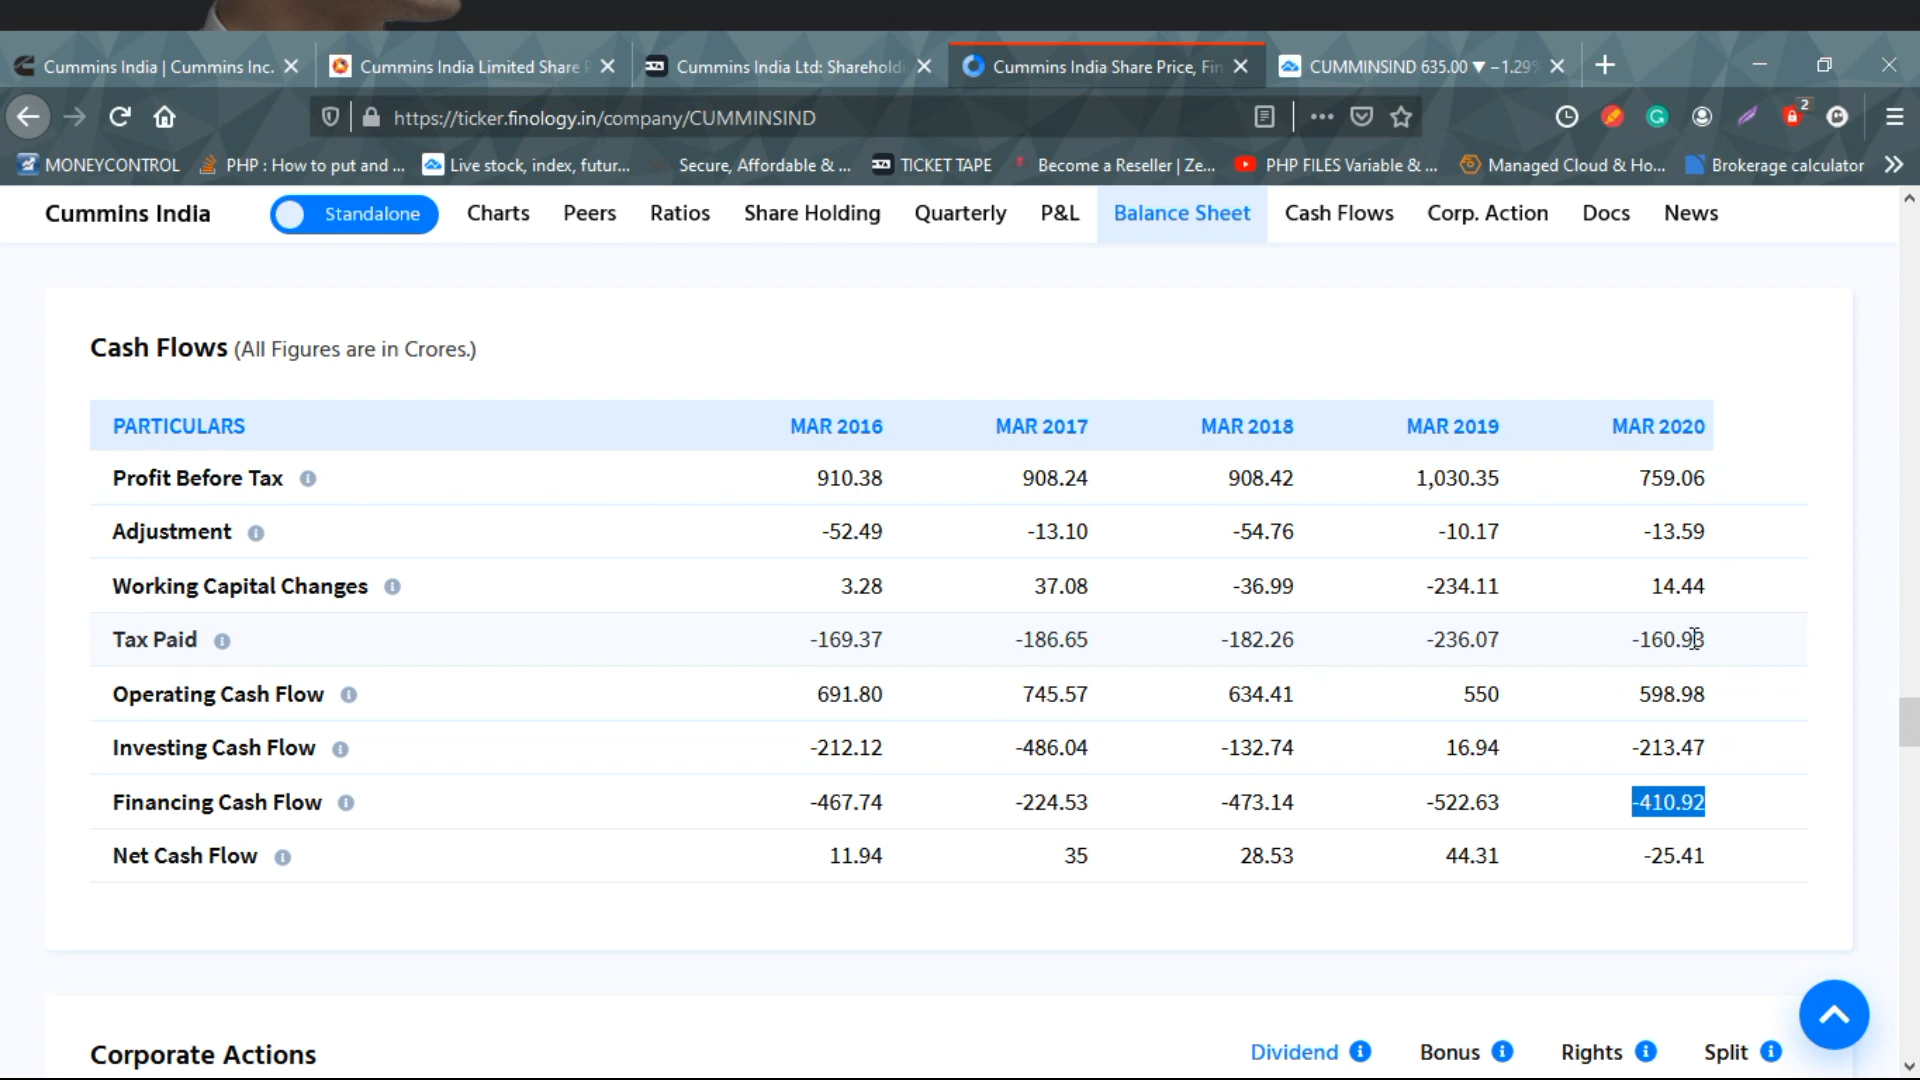 Cummins India | Cummins Inc.
Cummins India Limited Share P
Cummins India Ltd: Shareholdi
Cummins India Share Price, Fin
CUMMINSIND 635.00 ▼ −1.29%
https://ticker.finology.in/company/CUMMINSIND
2
MONEYCONTROL
PHP : How to put and ...
Live stock, index, futur...
Secure, Affordable & ...
TICKET TAPE
Become a Reseller | Ze...
PHP FILES Variable & ...
Managed Cloud & Ho...
Brokerage calculator
Cummins India Standalone Charts Peers Ratios Share Holding Quarterly P&L Balance Sheet Cash Flows Corp. Action Docs News
Cash Flows (All Figures are in Crores.)
PARTICULARS MAR 2016 MAR 2017 MAR 2018 MAR 2019 MAR 2020
Profit Before Tax 910.38 908.24 908.42 1,030.35 759.06
Adjustment -52.49 -13.10 -54.76 -10.17 -13.59
Working Capital Changes 3.28 37.08 -36.99 -234.11 14.44
Tax Paid -169.37 -186.65 -182.26 -236.07 -160.93
Operating Cash Flow 691.80 745.57 634.41 550 598.98
Investing Cash Flow -212.12 -486.04 -132.74 16.94 -213.47
Financing Cash Flow -467.74 -224.53 -473.14 -522.63 -410.92
Net Cash Flow 11.94 35 28.53 44.31 -25.41
Corporate Actions Dividend Bonus Rights Split